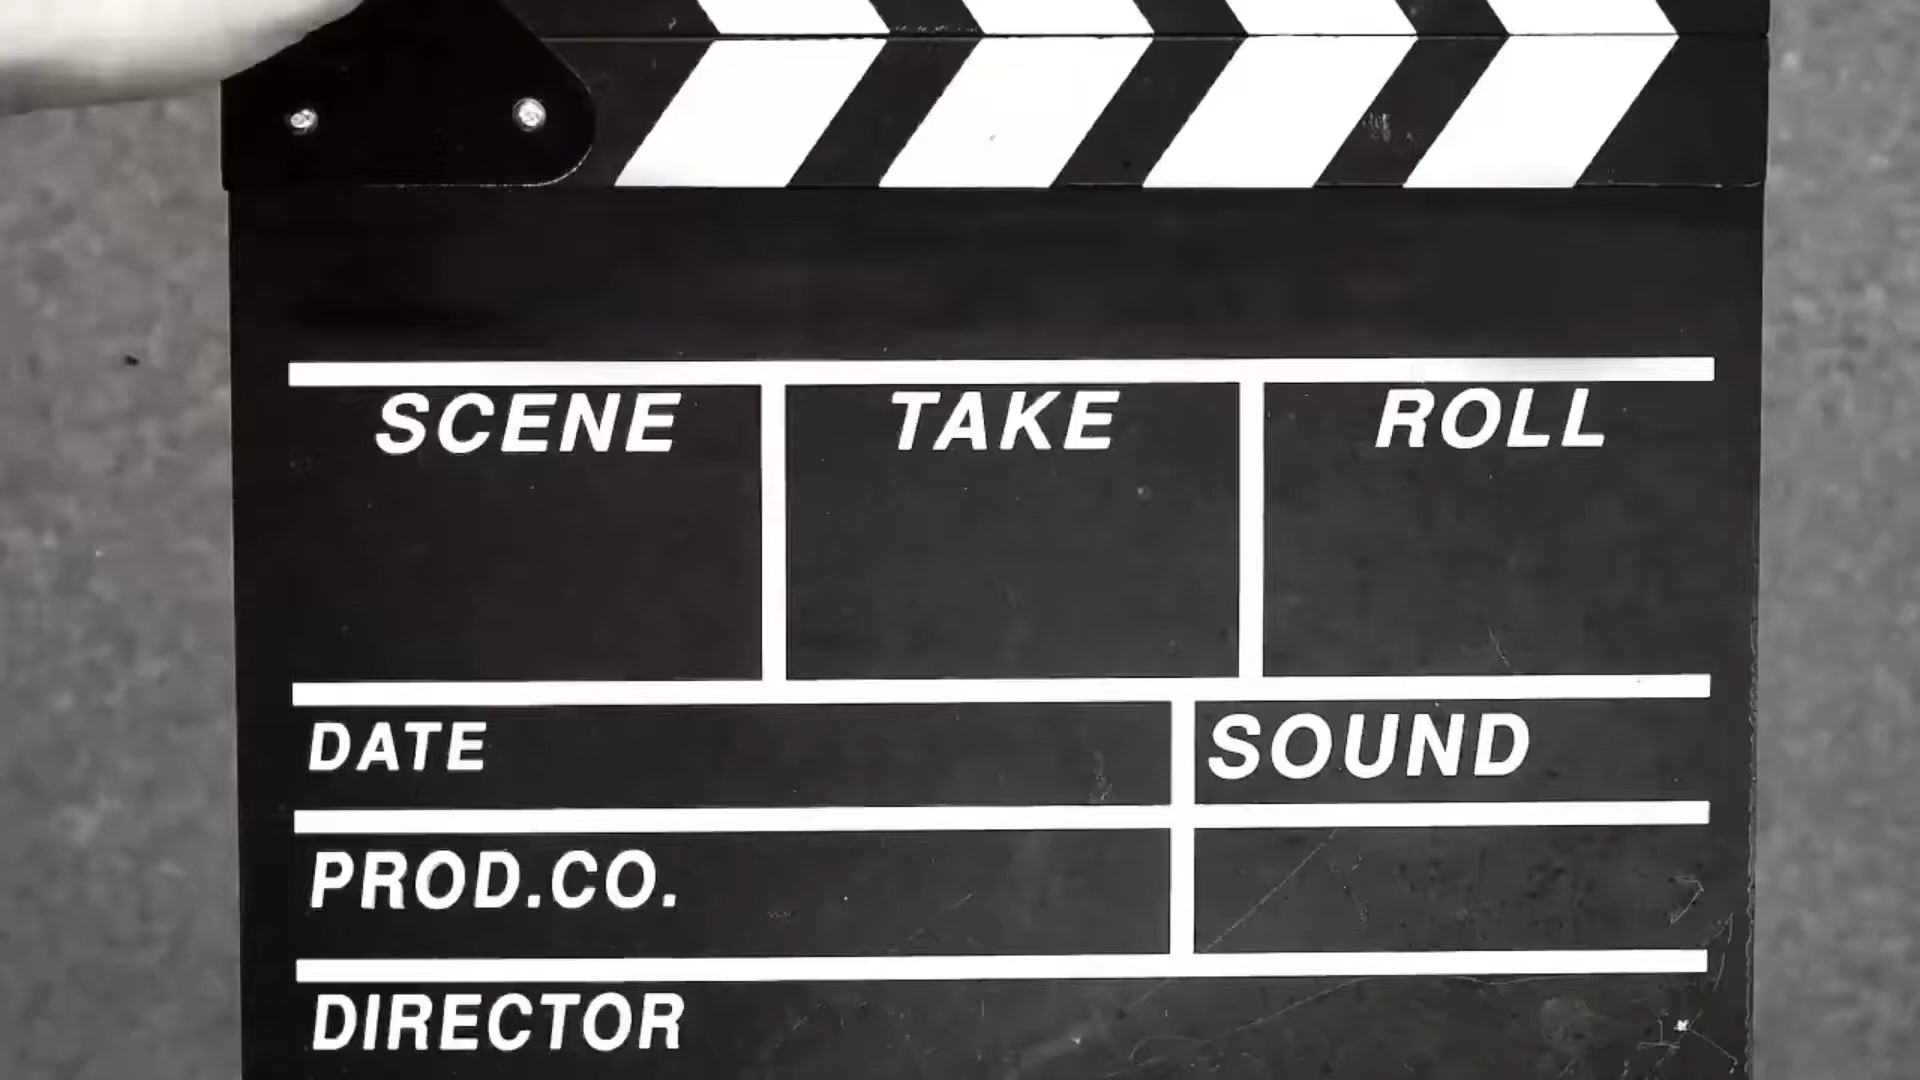 SCENE TAKE ROLL
DATE SOUND
PROD.CO.
DIRECTOR